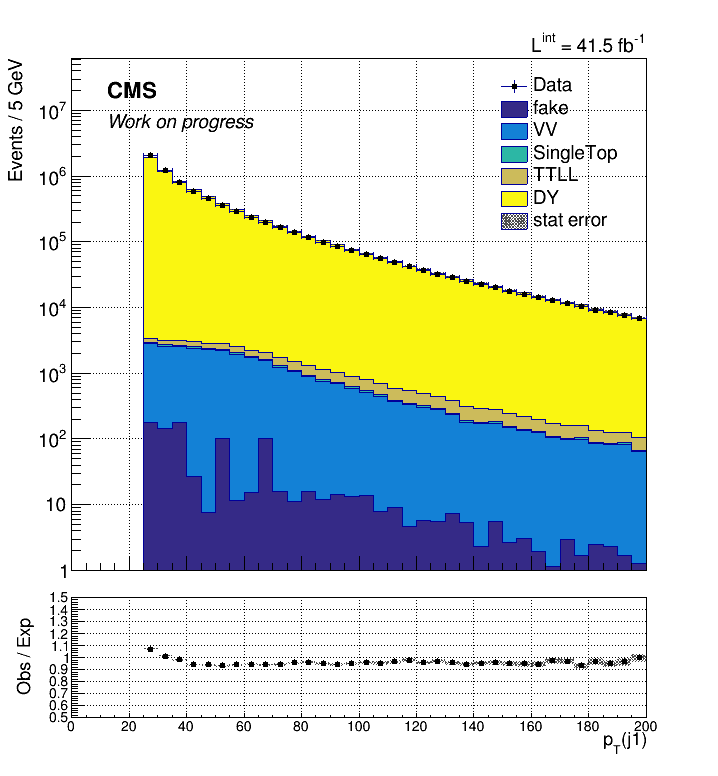 L^int = 41.5 fb^-1
Events / 5 GeV
CMS
Work on progress
Data
fake
VV
SingleTop
TTLL
DY
stat error
10^7
10^6
10^5
10^4
10^3
10^2
10
1
Obs / Exp
1.5
1.4
1.3
1.2
1.1
1
0.9
0.8
0.7
0.6
0.5
0 20 40 60 80 100 120 140 160 180 200
p_T(j1)